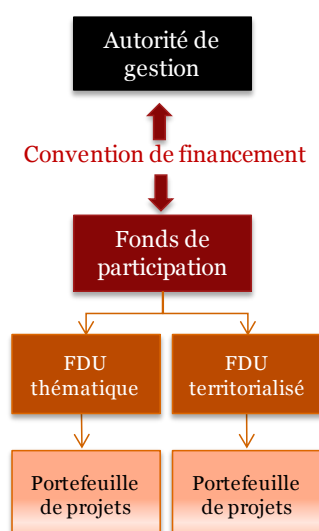 Autorité de
gestion
Convention de financement
Fonds de
participation
FDU
thématique
FDU
territorialisé
Portefeuille
de projets
Portefeuille
de projets